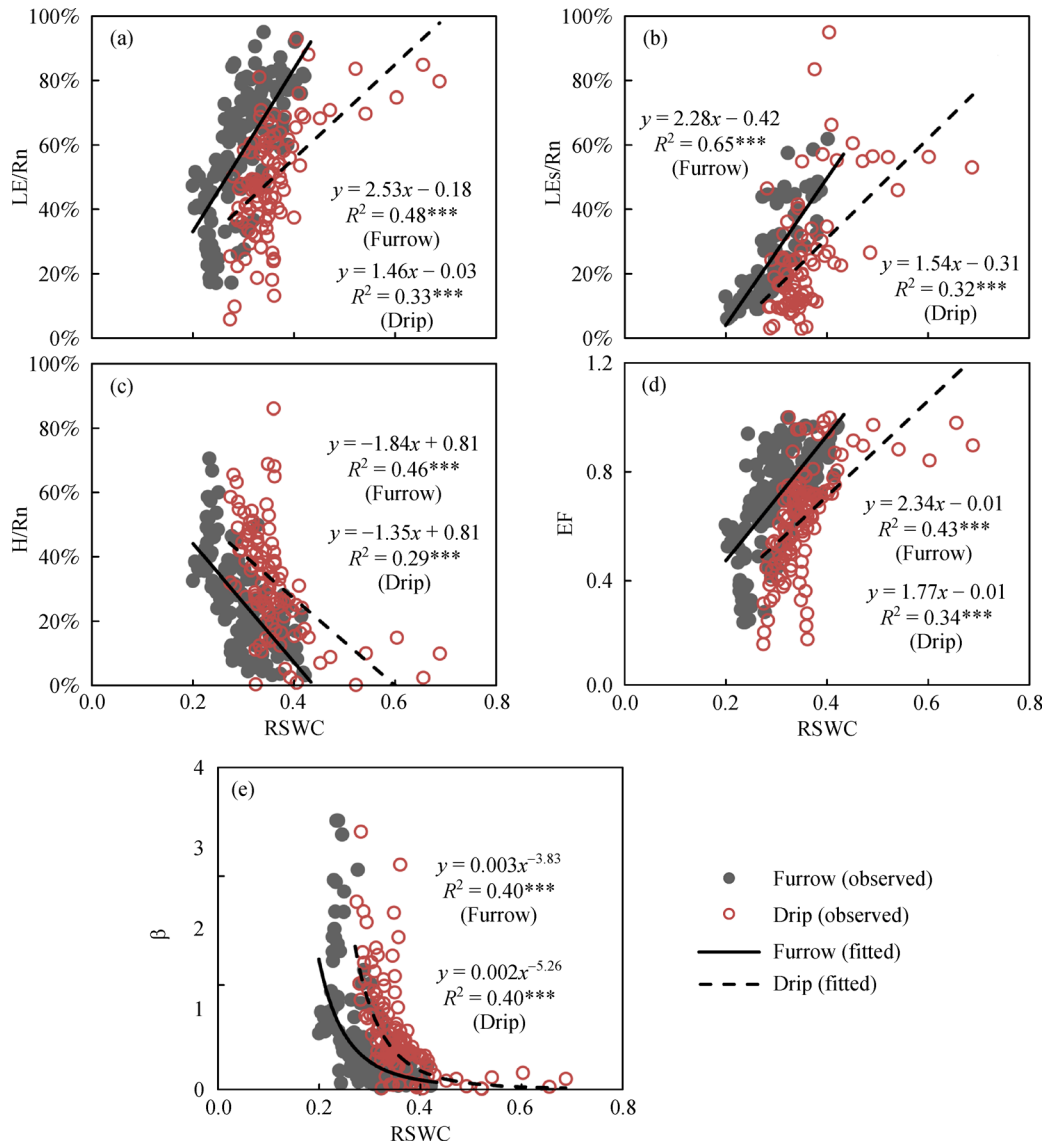 (a)
LE/Rn
100%
80%
60%
40%
20%
0%
y = 2.53x − 0.18
R² = 0.48***
(Furrow)
y = 1.46x − 0.03
R² = 0.33***
(Drip)
(b)
LEs/Rn
100%
80%
60%
40%
20%
0%
y = 2.28x − 0.42
R² = 0.65***
(Furrow)
y = 1.54x − 0.31
R² = 0.32***
(Drip)
(c)
H/Rn
100%
80%
60%
40%
20%
0%
y = −1.84x + 0.81
R² = 0.46***
(Furrow)
y = −1.35x + 0.81
R² = 0.29***
(Drip)
0.0 0.2 0.4 0.6 0.8
RSWC
(d)
EF
1.2
0.8
0.4
0.0
y = 2.34x − 0.01
R² = 0.43***
(Furrow)
y = 1.77x − 0.01
R² = 0.34***
(Drip)
0.0 0.2 0.4 0.6 0.8
RSWC
(e)
β
4
3
2
1
0
y = 0.003x⁻³·⁸³
R² = 0.40***
(Furrow)
y = 0.002x⁻⁵·²⁶
R² = 0.40***
(Drip)
0.0 0.2 0.4 0.6 0.8
RSWC
Furrow (observed)
Drip (observed)
Furrow (fitted)
Drip (fitted)